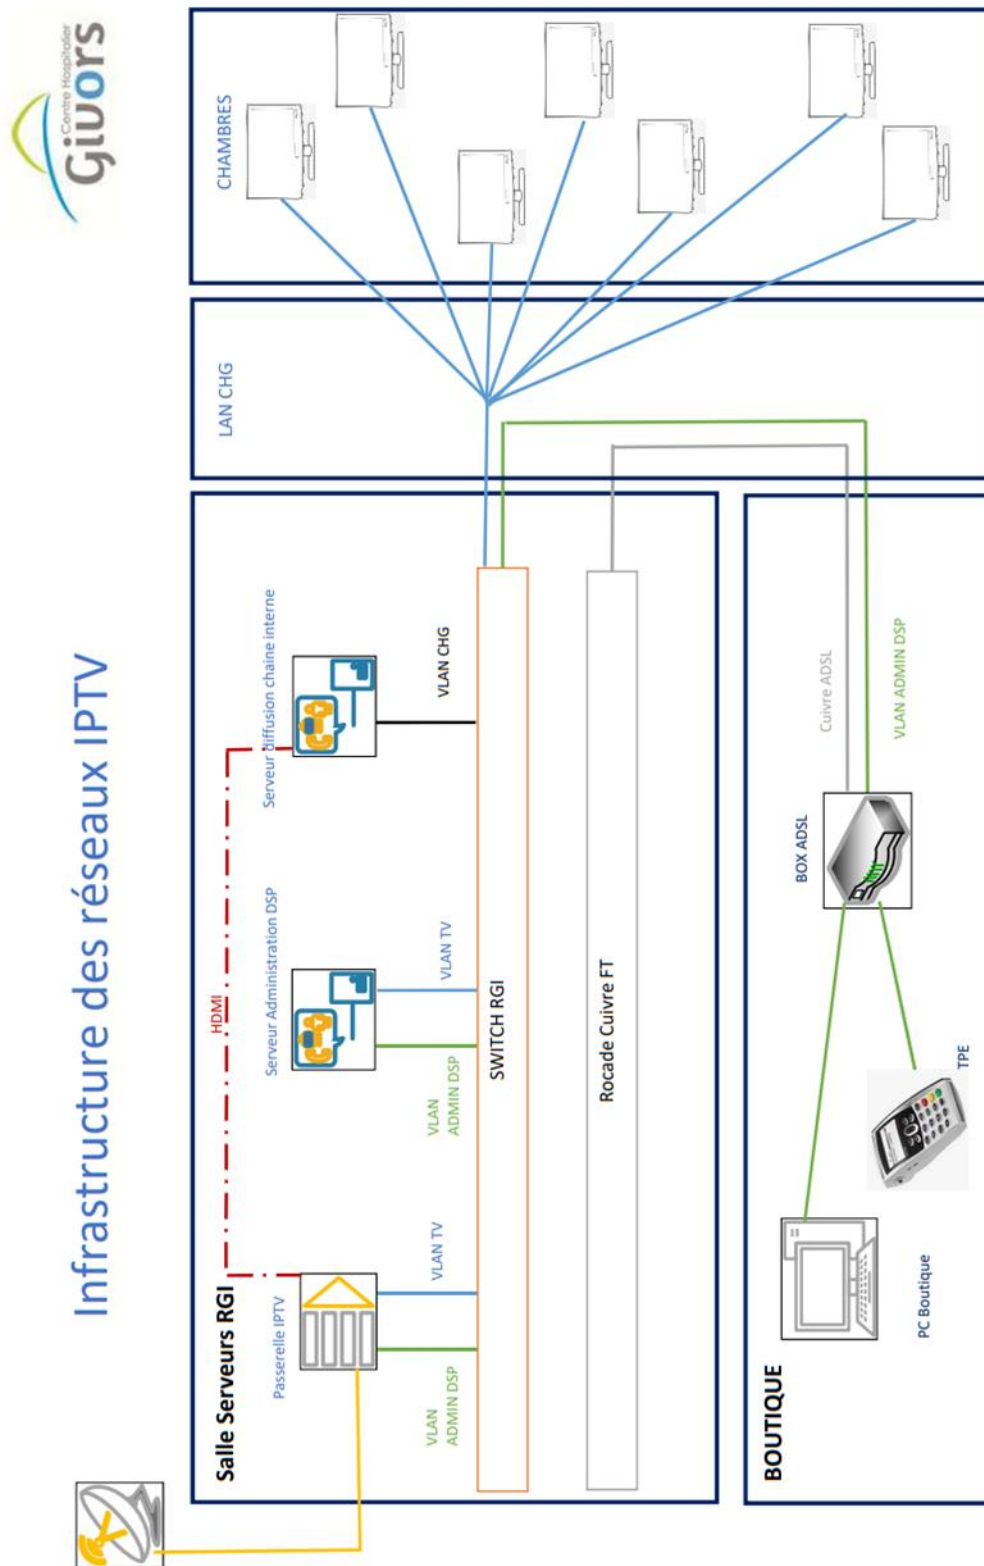 Infrastructure des réseaux IPTV
Centre Hospitalier
Givors
Salle Serveurs RGI
HDMI
Passerelle IPTV
Serveur Administration DSP
Serveur diffusion chaine interne
VLAN
ADMIN DSP
VLAN TV
VLAN
ADMIN DSP
VLAN TV
VLAN CHG
SWITCH RGI
Rocade Cuivre FT
LAN CHG
CHAMBRES
BOUTIQUE
PC Boutique
TPE
BOX ADSL
Cuivre ADSL
VLAN ADMIN DSP